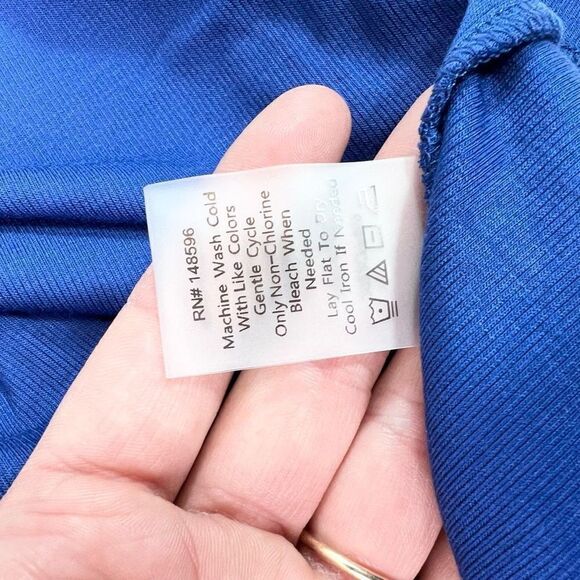 RN# 148596
Machine Wash Cold
With Like Colors
Gentle Cycle
Only Non-Chlorine
Bleach When
Needed
Lay Flat To Dry
Cool Iron If Needed